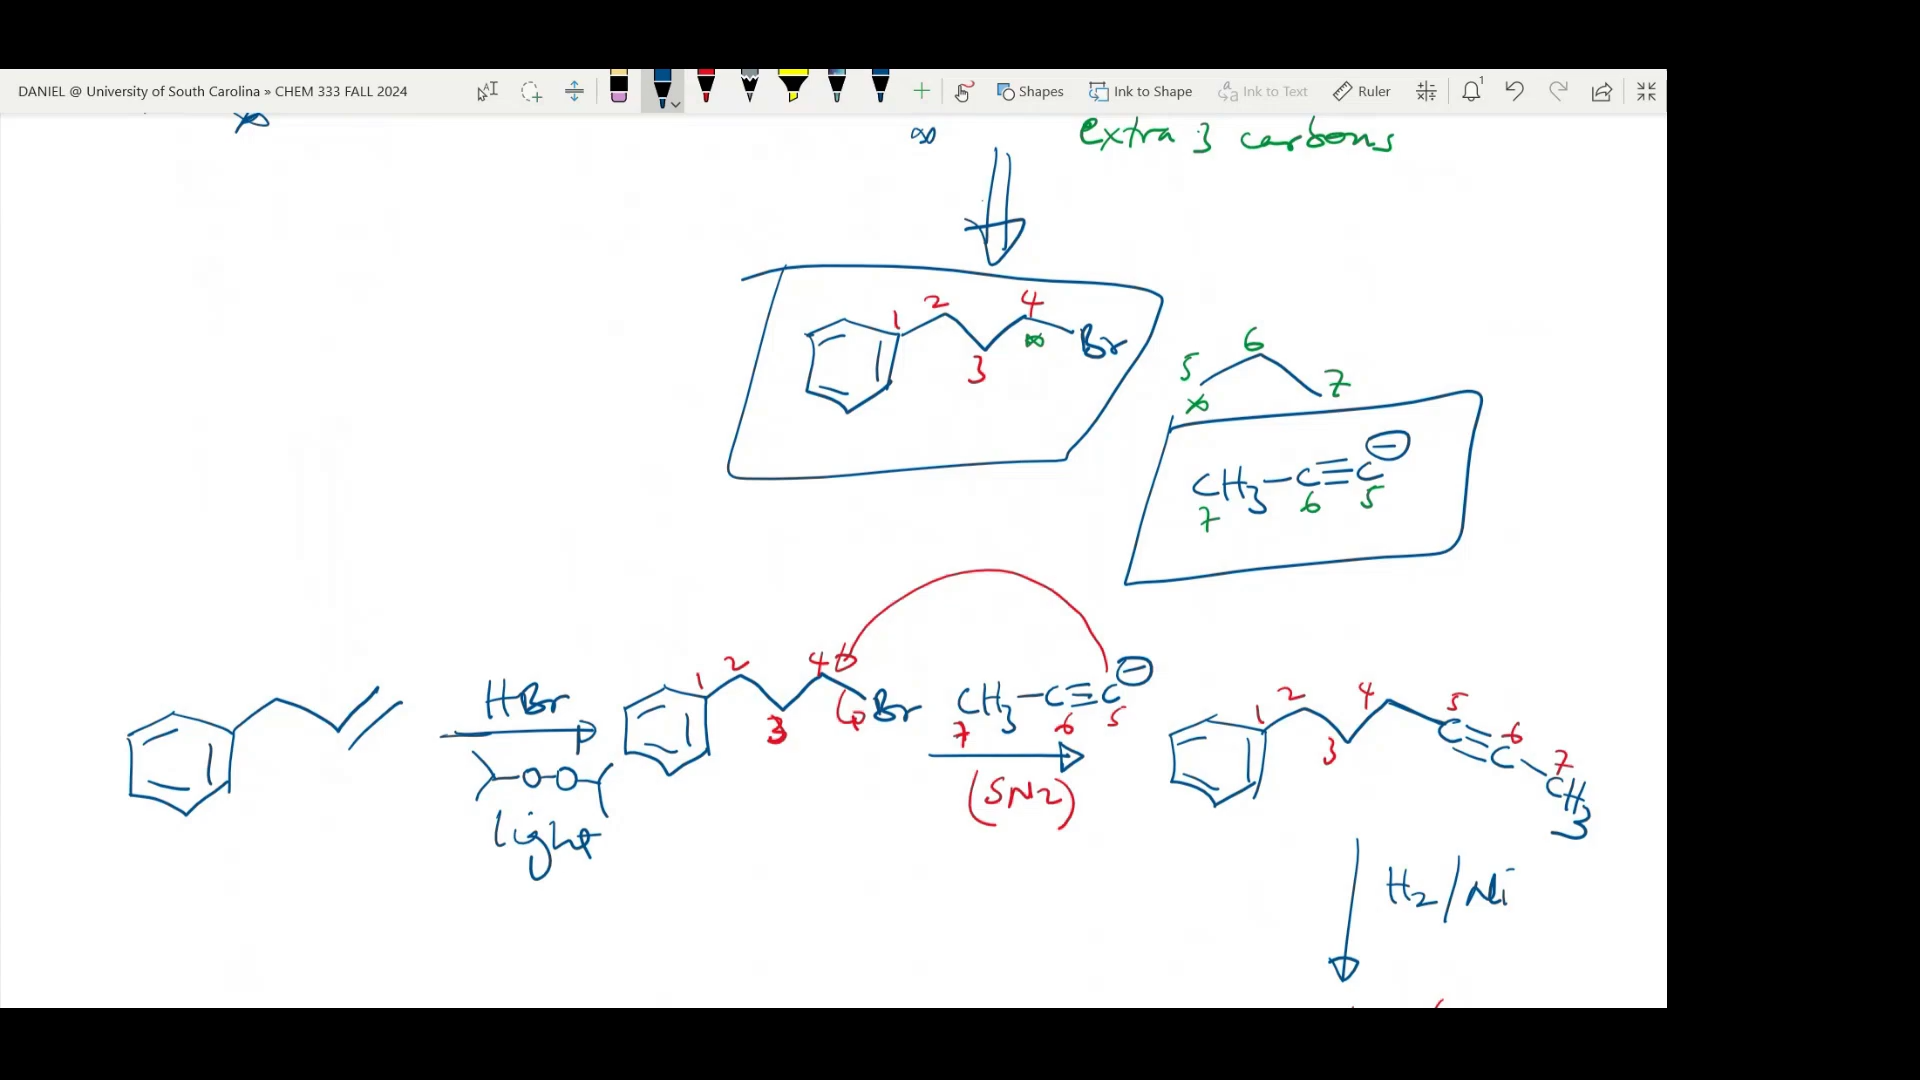 DANIEL @ University of South Carolina » CHEM 333 FALL 2024
Shapes
Ink to Shape
Ink to Text
Ruler
1
extra 3 carbons
1 2 3 4 Br
5 6 7
CH3-C≡C⊖
7 6 5
HBr
O-O
light
1 2 3 4 Br
CH3-C≡C⊖
7 6 5
(SN2)
1 2 3 4 5 6 7
C≡C-CH3
H2/Ni